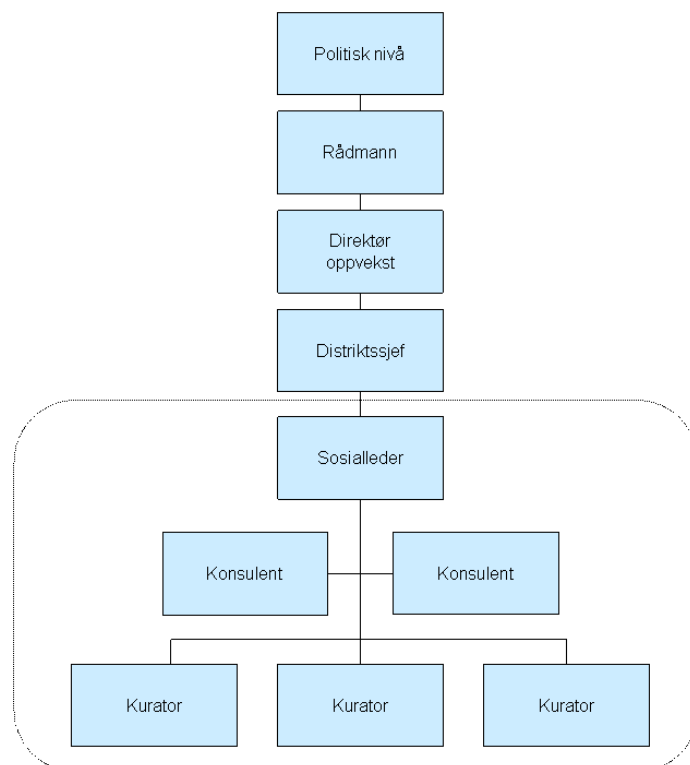 Politisk nivå
Rådmann
Direktør
oppvekst
Distriktssjef
Sosialleder
Konsulent
Konsulent
Kurator
Kurator
Kurator